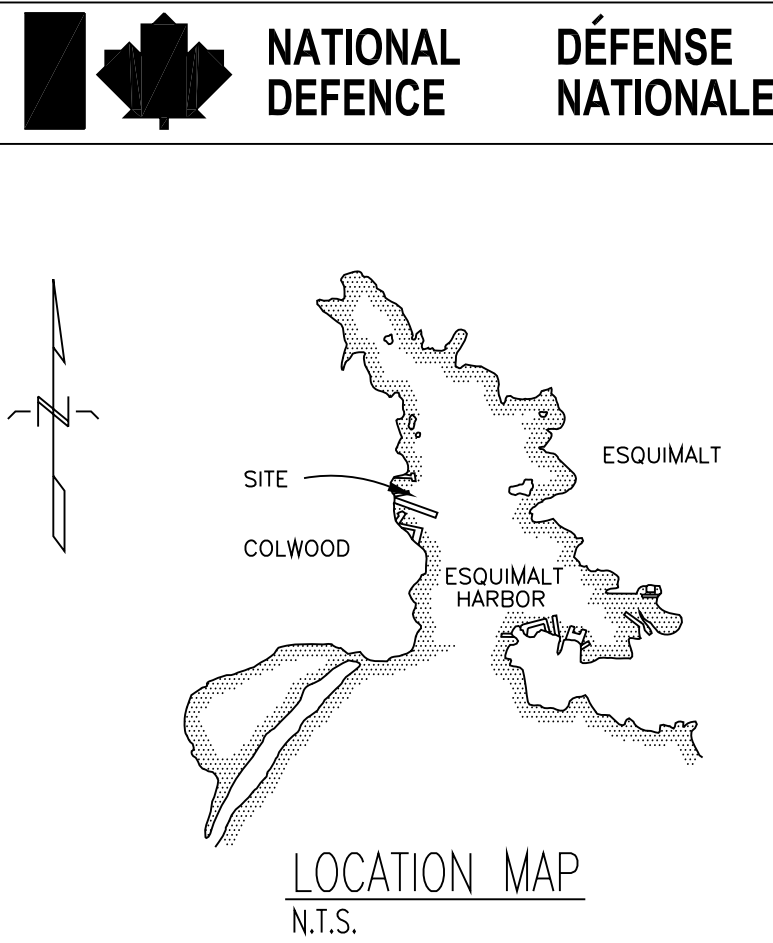 NATIONAL
DEFENCE
DÉFENSE
NATIONALE
N
ESQUIMALT
SITE
COLWOOD
ESQUIMALT
HARBOR
LOCATION MAP
N.T.S.